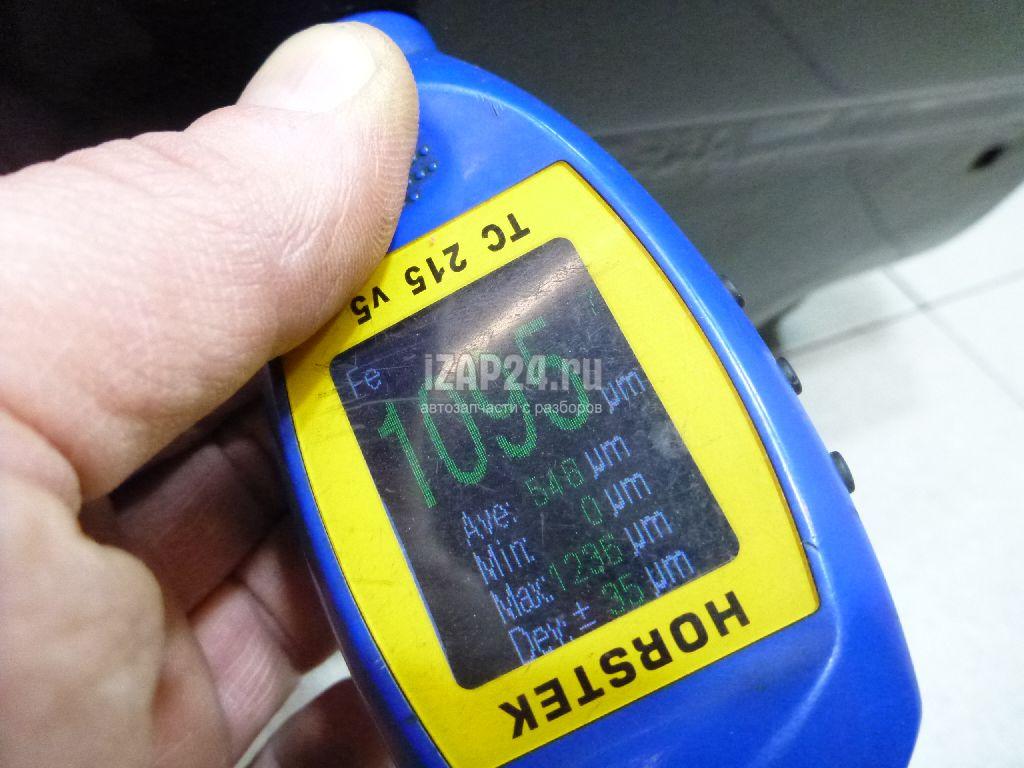 TC 215 v5
Fe
1095 µm
Ave: 548 µm
Min: 0 µm
Max: 1236 µm
Dev: ± 35 µm
HORSTEK
iZAP24.ru
автозапчасти с разборов